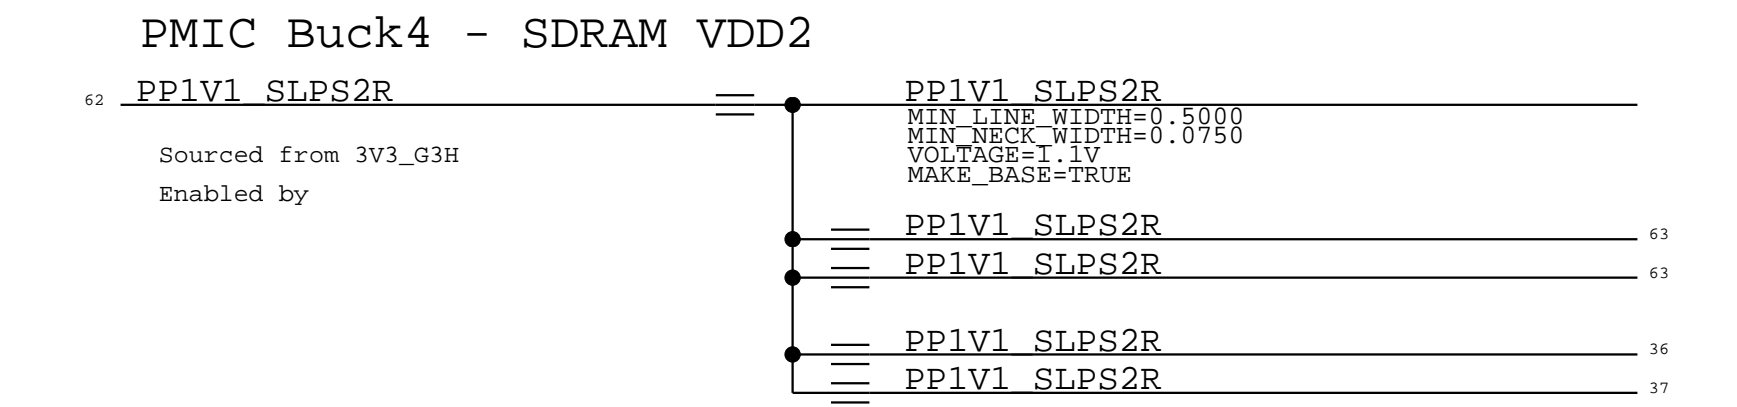 PMIC Buck4 - SDRAM VDD2
62 PP1V1_SLPS2R PP1V1_SLPS2R
MIN_LINE_WIDTH=0.5000
MIN_NECK_WIDTH=0.0750
Sourced from 3V3_G3H VOLTAGE=1.1V
MAKE_BASE=TRUE
Enabled by
PP1V1_SLPS2R 63
PP1V1_SLPS2R 63
PP1V1_SLPS2R 36
PP1V1_SLPS2R 37